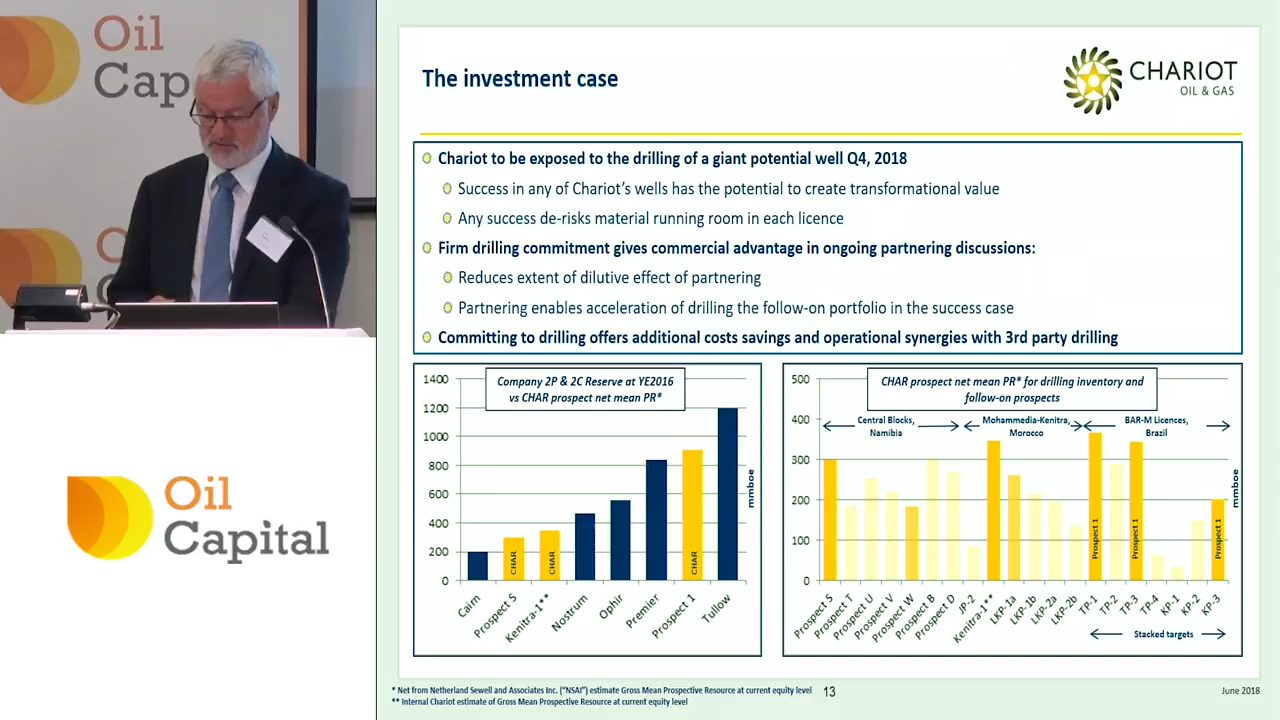 Oil
Cap
C
Oil
Capital
The investment case
CHARIOT
OIL & GAS
Chariot to be exposed to the drilling of a giant potential well Q4, 2018
Success in any of Chariot's wells has the potential to create transformational value
Any success de-risks material running room in each licence
Firm drilling commitment gives commercial advantage in ongoing partnering discussions:
Reduces extent of dilutive effect of partnering
Partnering enables acceleration of drilling the follow-on portfolio in the success case
Committing to drilling offers additional costs savings and operational synergies with 3rd party drilling
Company 2P & 2C Reserve at YE2016
vs CHAR prospect net mean PR*
1400
1200
1000
800
600
400
200
0
CHAR
CHAR
CHAR
mmboe
Cairn
Prospect S
Kenitra-1**
Nostrum
Ophir
Premier
Prospect 1
Tullow
CHAR prospect net mean PR* for drilling inventory and
follow-on prospects
Central Blocks,
Namibia
Mohammedia-Kenitra,
Morocco
BAR-M Licences,
Brazil
500
400
300
200
100
0
Prospect 1
Prospect 1
Prospect 1
mmboe
Prospect S
Prospect T
Prospect U
Prospect V
Prospect W
Prospect B
Prospect D
JP-2
Kenitra-1**
LKP-1a
LKP-1b
LKP-2a
LKP-2b
TP-1
TP-2
TP-3
TP-4
KP-1
KP-2
KP-3
Stacked targets
* Net from Netherland Sewell and Associates Inc. ("NSAI") estimate Gross Mean Prospective Resource at current equity level
** Internal Chariot estimate of Gross Mean Prospective Resource at current equity level
13
June 2018